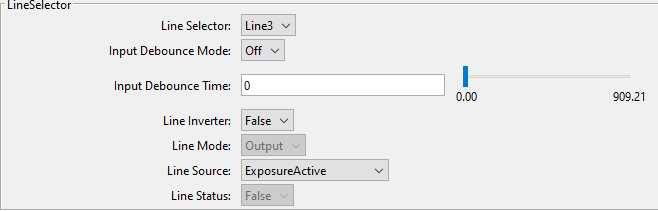 LineSelector
Line Selector: Line3
Input Debounce Mode: Off
Input Debounce Time: 0
0.00 909.21
Line Inverter: False
Line Mode: Output
Line Source: ExposureActive
Line Status: False